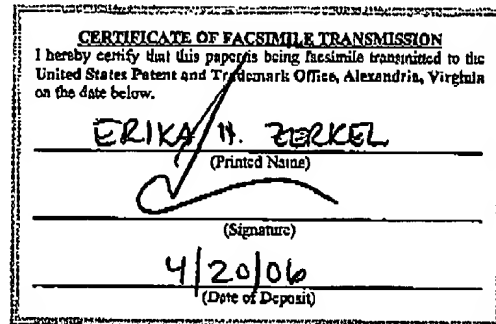 CERTIFICATE OF FACSIMILE TRANSMISSION
I hereby certify that this paper is being facsimile transmitted to the
United States Patent and Trademark Office, Alexandria, Virginia
on the date below.
ERIKA H. ZERKEL
(Printed Name)
(Signature)
4/20/06
(Date of Deposit)